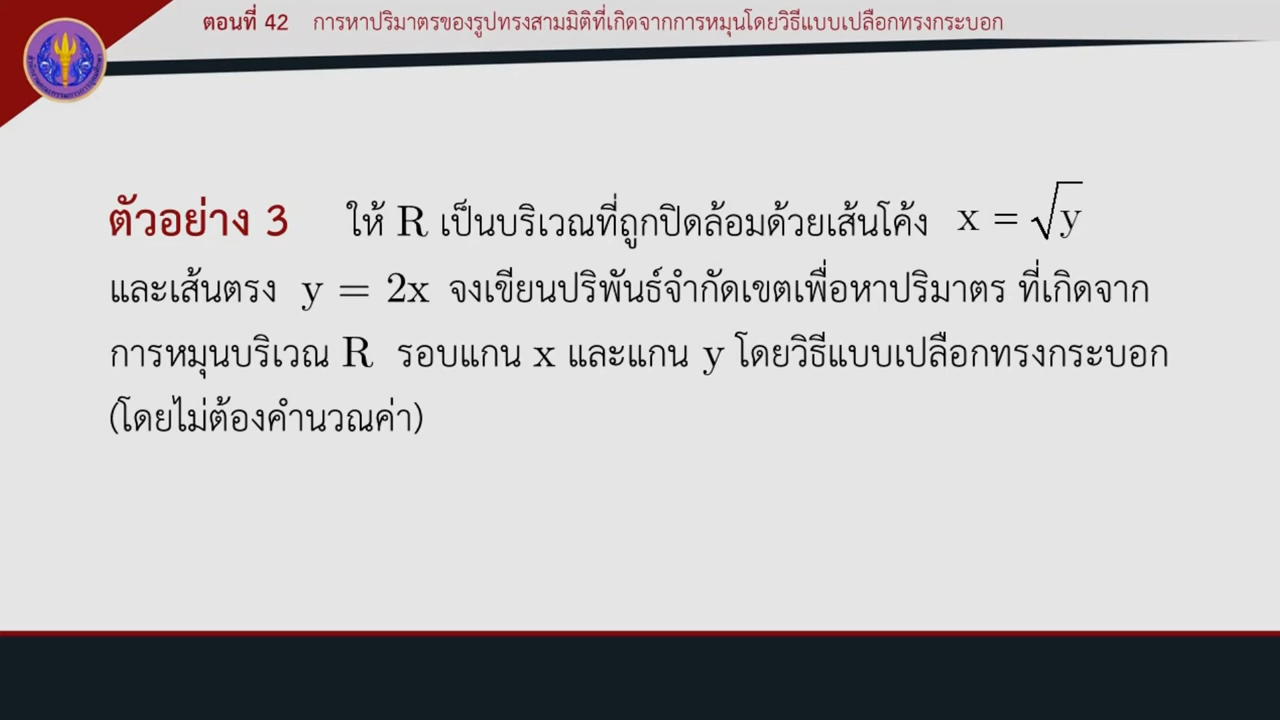 ตอนที่ 42 การหาปริมาตรของรูปทรงสามมิติที่เกิดจากการหมุนโดยวิธีแบบเปลือกทรงกระบอก
ตัวอย่าง 3 ให้ R เป็นบริเวณที่ถูกปิดล้อมด้วยเส้นโค้ง x = √y
และเส้นตรง y = 2x จงเขียนปริพันธ์จำกัดเขตเพื่อหาปริมาตร ที่เกิดจาก
การหมุนบริเวณ R รอบแกน x และแกน y โดยวิธีแบบเปลือกทรงกระบอก
(โดยไม่ต้องคำนวณค่า)